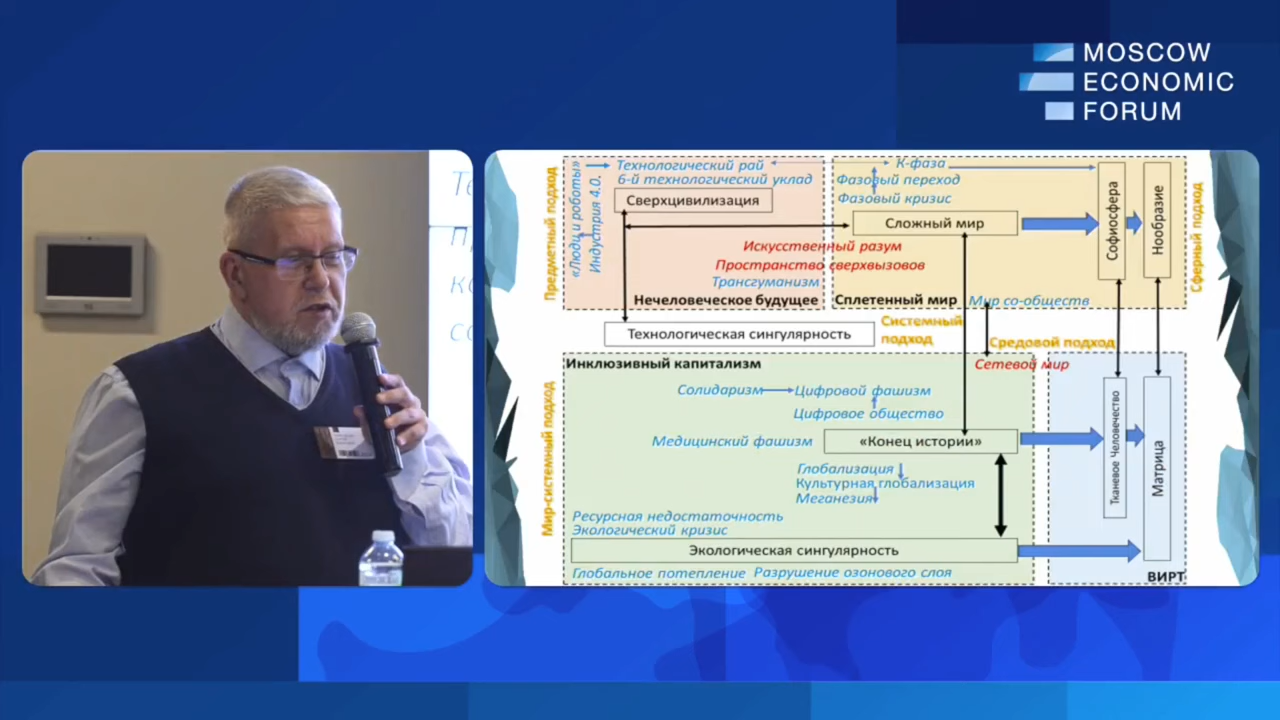 MOSCOW
ECONOMIC
FORUM
Предметный подход
«Люди роботы»
Индустрия 4.0.
Технологический рай
6-й технологический уклад
Сверхцивилизация
К-фаза
Фазовый переход
Фазовый кризис
Сложный мир
Искусственный разум
Пространство сверхвызовов
Трансгуманизм
Нечеловеческое будущее
Сплетенный мир
Мир со-обществ
Софиосфера
Нообразие
Сферный подход
Технологическая сингулярность
Системный
подход
Средовой подход
Мир-системный подход
Инклюзивный капитализм
Сетевой мир
Солидаризм
Цифровой фашизм
Цифровое общество
Медицинский фашизм
«Конец истории»
Глобализация
Культурная глобализация
Меганезия
Ресурсная недостаточность
Экологический кризис
Экологическая сингулярность
Глобальное потепление
Разрушение озонового слоя
Тканевое Человечество
Матрица
ВИРТ